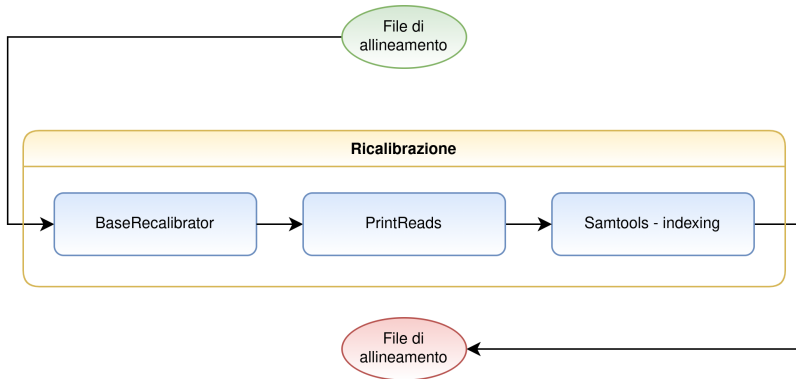 File di
allineamento
Ricalibrazione
BaseRecalibrator
PrintReads
Samtools - indexing
File di
allineamento